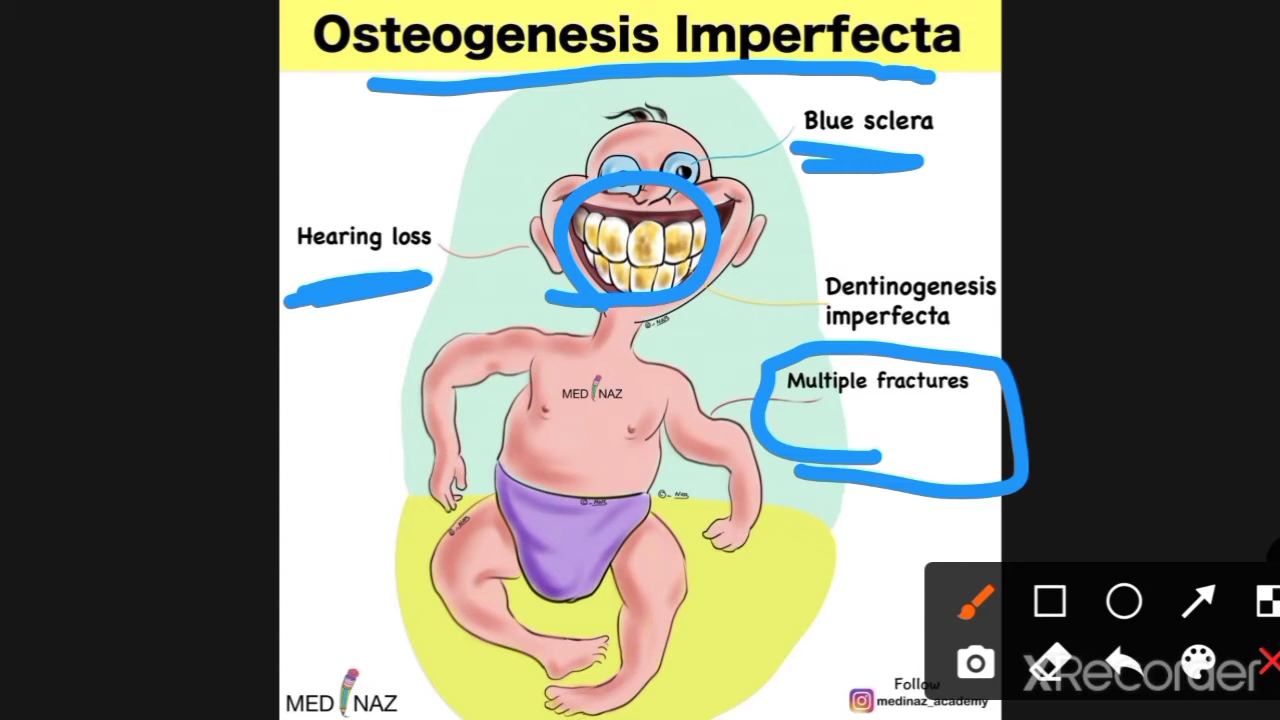 Osteogenesis Imperfecta
Blue sclera
Hearing loss
Dentinogenesis
imperfecta
Multiple fractures
MED NAZ
MED NAZ
Follow
medinaz_academy
XRecorder